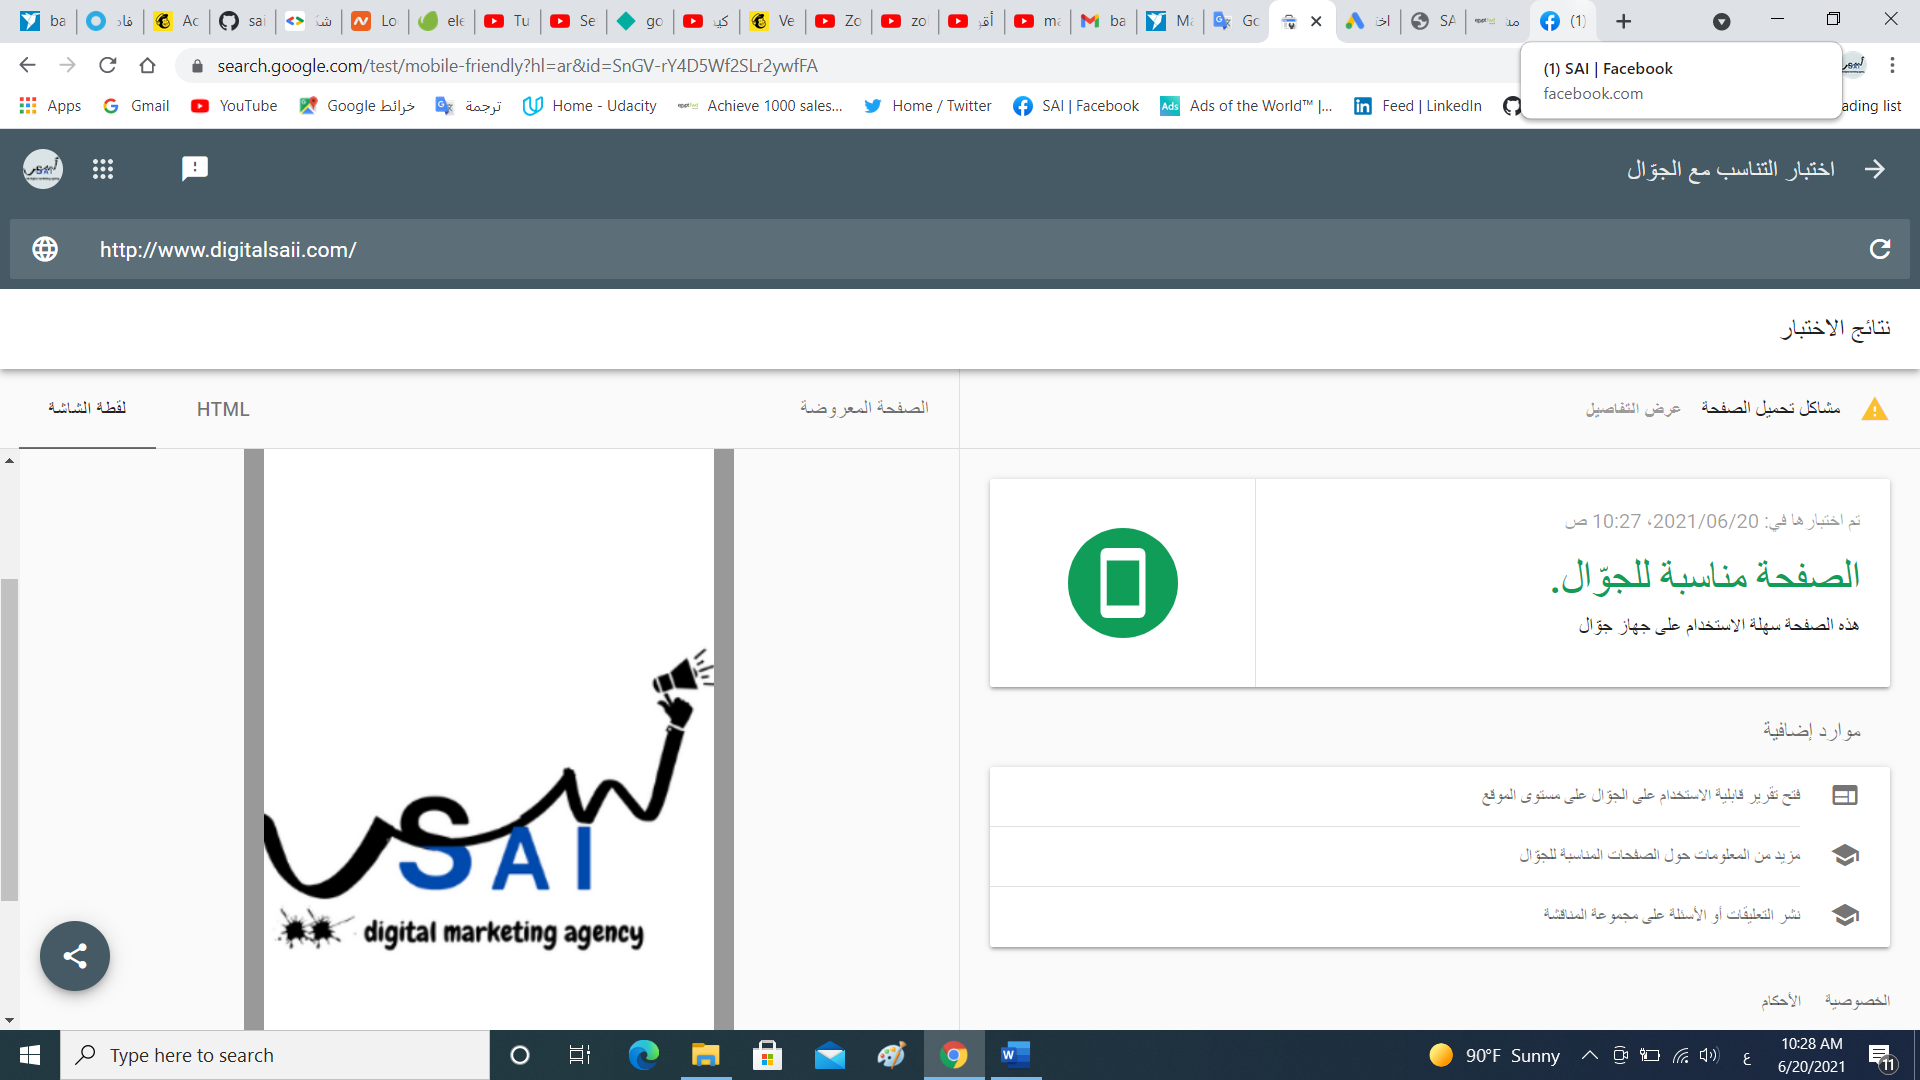 ba
فاد
Ac
sai
شك
Lo
ele
Tu
Se
go
كيف
Ve
Zo
zo
أقو
ma
ba
Ma
Go
اخت
SA
(1)
search.google.com/test/mobile-friendly?hl=ar&id=SnGV-rY4D5Wf2SLr2ywfFA
(1) SAI | Facebook
facebook.com
Apps
Gmail
YouTube
خرائط Google
ترجمة
Home - Udacity
Achieve 1000 sales...
Home / Twitter
SAI | Facebook
Ads of the World™ |...
Feed | LinkedIn
ading list
اختبار التناسب مع الجوّال
http://www.digitalsaii.com/
نتائج الاختبار
مشاكل تحميل الصفحة
عرض التفاصيل
الصفحة المعروضة
HTML
لقطة الشاشة
تم اختبارها في: 2021/06/20، 10:27 ص
الصفحة مناسبة للجوّال.
هذه الصفحة سهلة الاستخدام على جهاز جوّال
موارد إضافية
فتح تقرير قابلية الاستخدام على الجوّال على مستوى الموقع
مزيد من المعلومات حول الصفحات المناسبة للجوّال
نشر التعليقات أو الأسئلة على مجموعة المناقشة
الخصوصية
الأحكام
SAI
digital marketing agency
Type here to search
90°F Sunny
ع
10:28 AM
6/20/2021
11